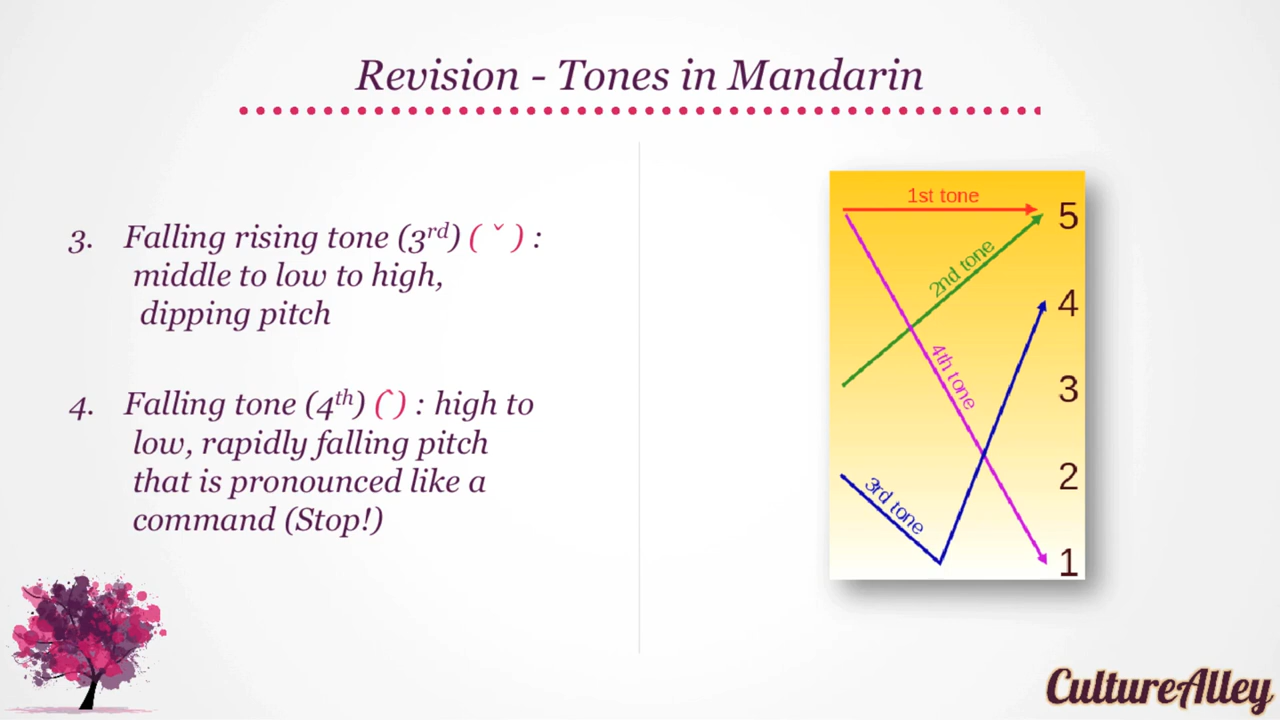 Revision - Tones in Mandarin
3. Falling rising tone (3rd) ( ˇ ) :
middle to low to high,
dipping pitch
4. Falling tone (4th) (ˋ) : high to
low, rapidly falling pitch
that is pronounced like a
command (Stop!)
1st tone
2nd tone
4th tone
3rd tone
5
4
3
2
1
CultureAlley